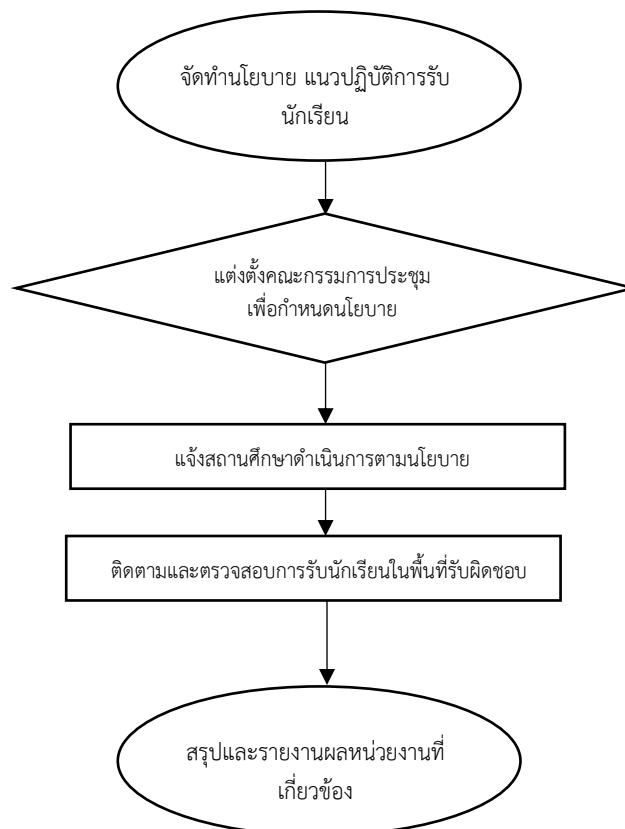 จัดทำนโยบาย แนวปฏิบัติการรับ
นักเรียน
แต่งตั้งคณะกรรมการประชุม
เพื่อกำหนดนโยบาย
แจ้งสถานศึกษาดำเนินการตามนโยบาย
ติดตามและตรวจสอบการรับนักเรียนในพื้นที่รับผิดชอบ
สรุปและรายงานผลหน่วยงานที่
เกี่ยวข้อง